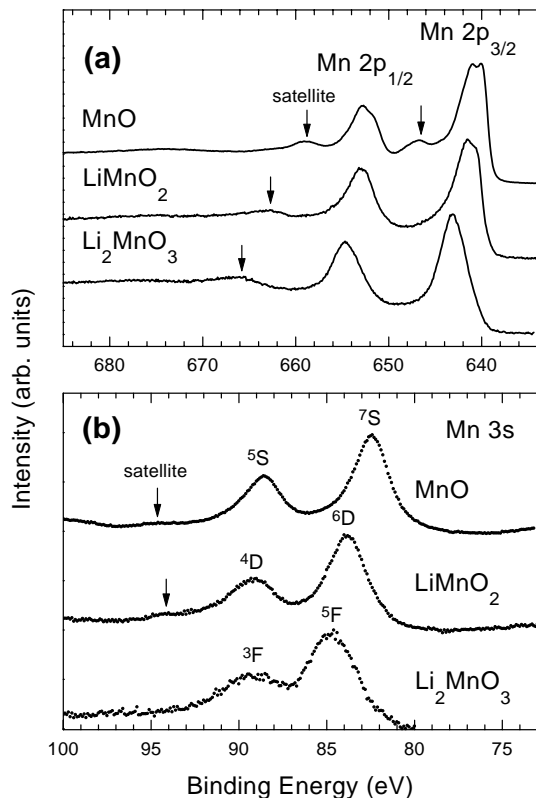 (a)
Mn 2p₃/₂
Mn 2p₁/₂
satellite
MnO
LiMnO₂
Li₂MnO₃
680 670 660 650 640
Intensity (arb. units)
(b)
⁷S
Mn 3s
satellite
⁵S
MnO
⁶D
⁴D
LiMnO₂
⁵F
³F
Li₂MnO₃
100 95 90 85 80 75
Binding Energy (eV)